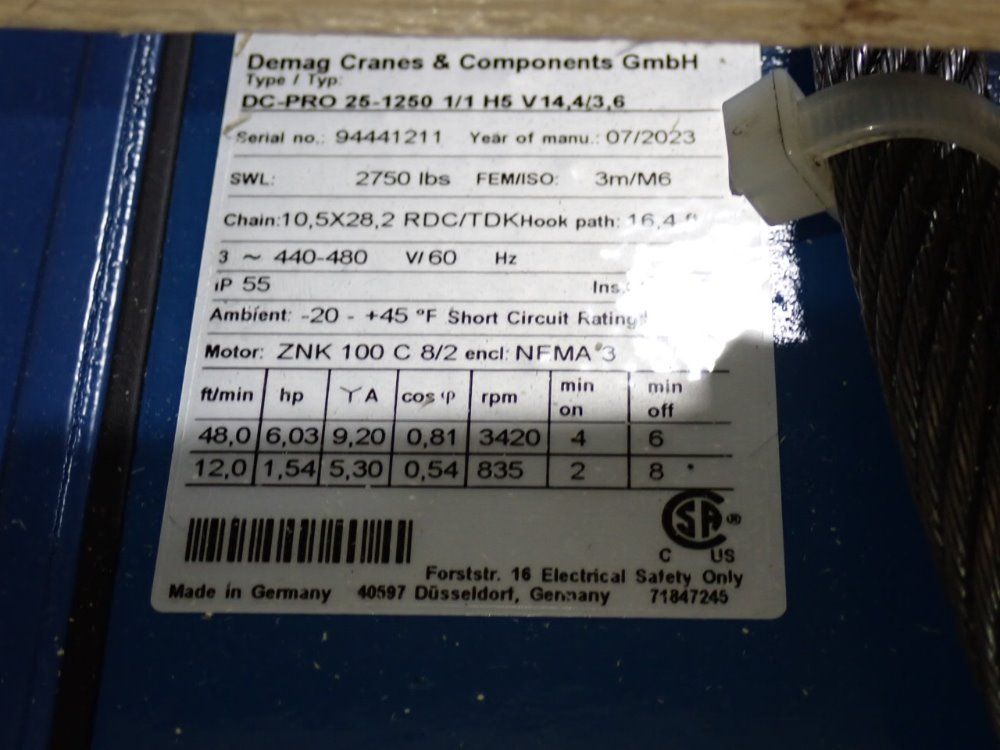 Demag Cranes & Components GmbH
Type / Typ:
DC-PRO 25-1250 1/1 H5 V14,4/3,6
Serial no.: 94441211 Year of manu.: 07/2023
SWL: 2750 lbs FEM/ISO: 3m/M6
Chain: 10,5X28,2 RDC/TDK Hook path: 16,4
3 ~ 440-480 V/ 60 Hz
IP 55 Ins.
Ambient: -20 - +45 °F Short Circuit Rating
Motor: ZNK 100 C 8/2 encl: NEMA 3
ft/min hp Y A cos φ rpm min on min off
48,0 6,03 9,20 0,81 3420 4 6
12,0 1,54 5,30 0,54 835 2 8
CSA ®
C US
Forststr. 16 Electrical Safety Only
Made in Germany 40597 Düsseldorf, Germany 71847245